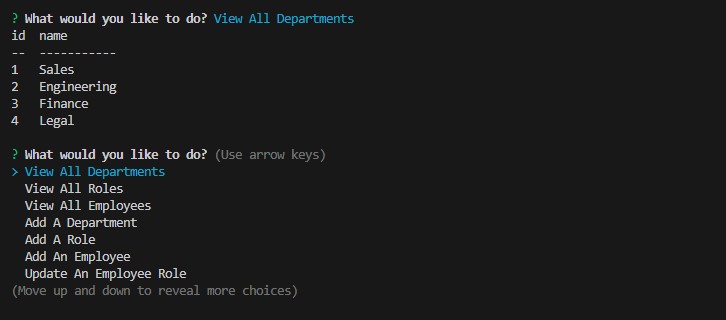 ? What would you like to do? View All Departments
id  name
--  -----------
1   Sales
2   Engineering
3   Finance
4   Legal

? What would you like to do? (Use arrow keys)
> View All Departments
  View All Roles
  View All Employees
  Add A Department
  Add A Role
  Add An Employee
  Update An Employee Role
(Move up and down to reveal more choices)